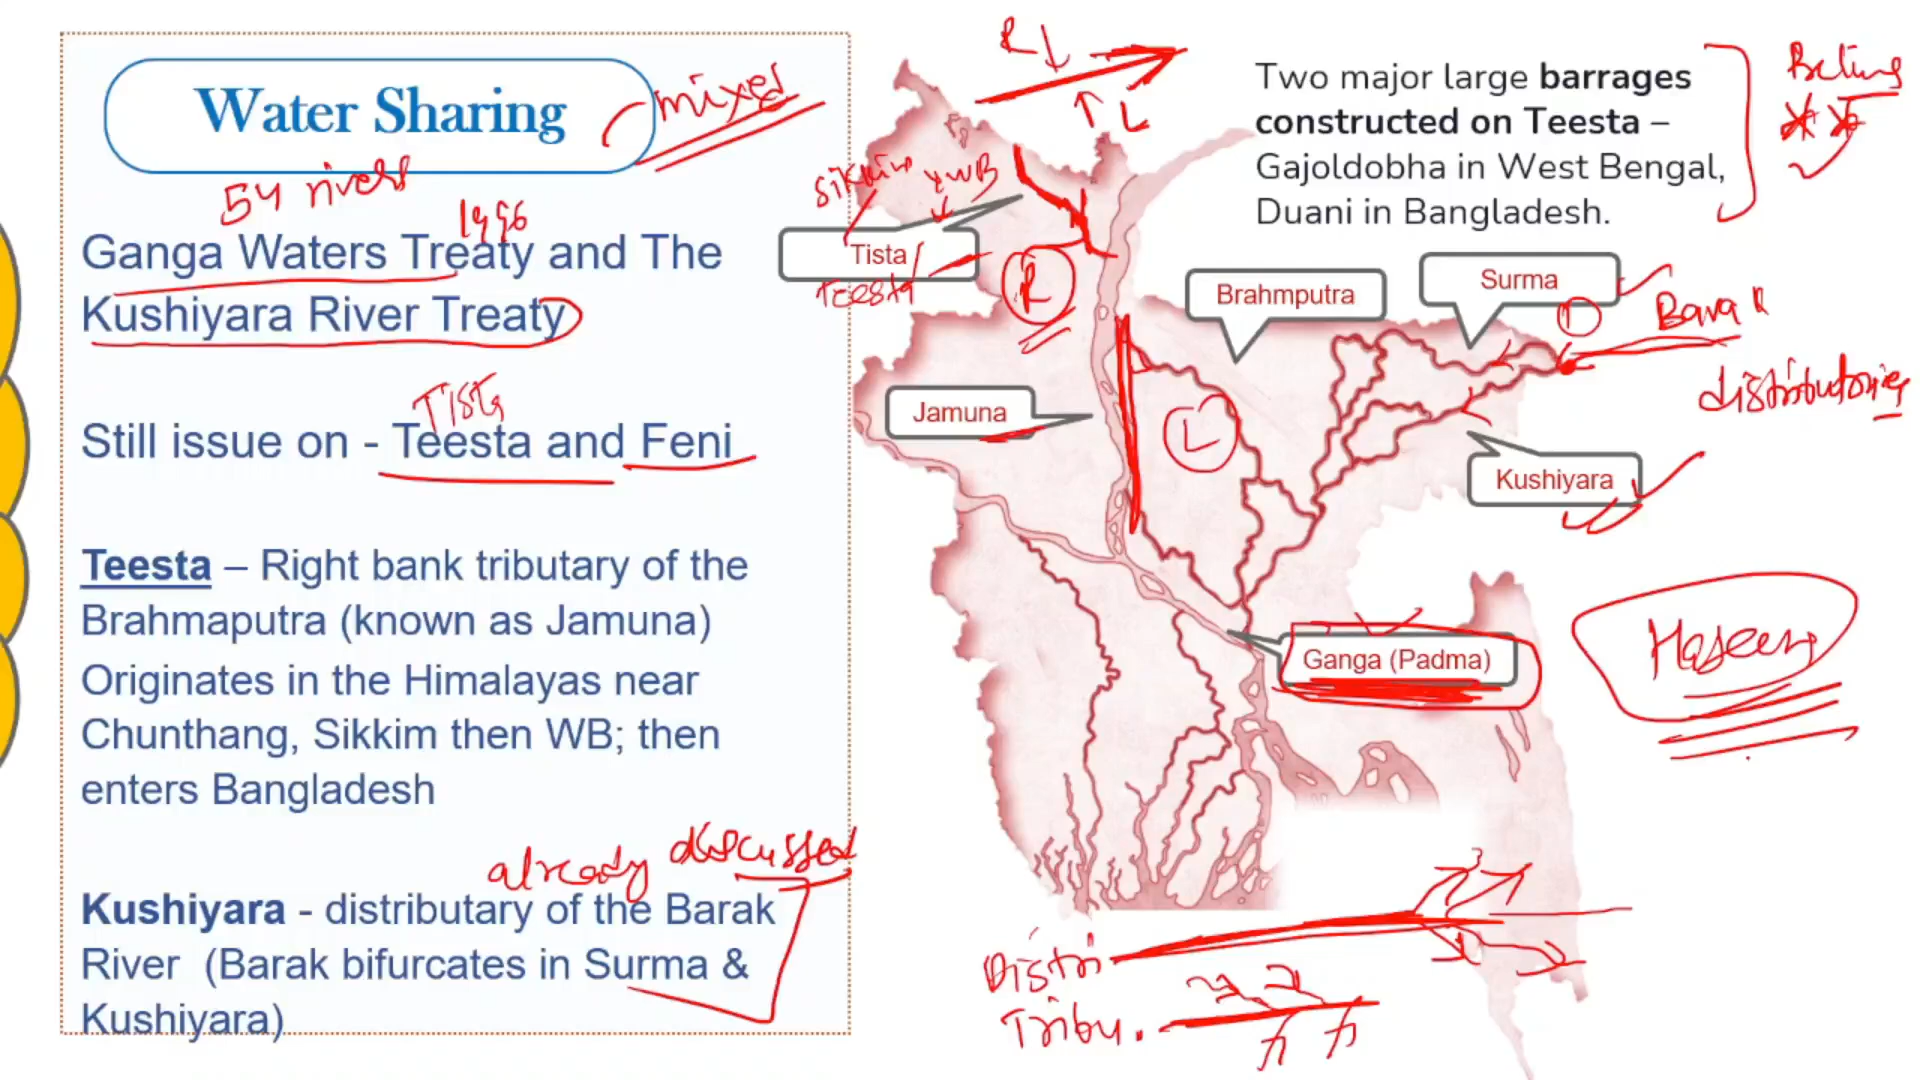 Water Sharing
mixed
54 rivers
1996
Ganga Waters Treaty and The
Kushiyara River Treaty
Tista
Still issue on - Teesta and Feni
Teesta – Right bank tributary of the
Brahmaputra (known as Jamuna)
Originates in the Himalayas near
Chunthang, Sikkim then WB; then
enters Bangladesh
already discussed
Kushiyara - distributary of the Barak
River (Barak bifurcates in Surma &
Kushiyara)
R
L
Two major large barrages
constructed on Teesta –
Gajoldobha in West Bengal,
Duani in Bangladesh.
Sikkim
WB
Tista
Teesta
R
Brahmputra
Surma
Barak
distributories
Jamuna
L
Kushiyara
Ganga (Padma)
Haseena
Distri
Tribu.